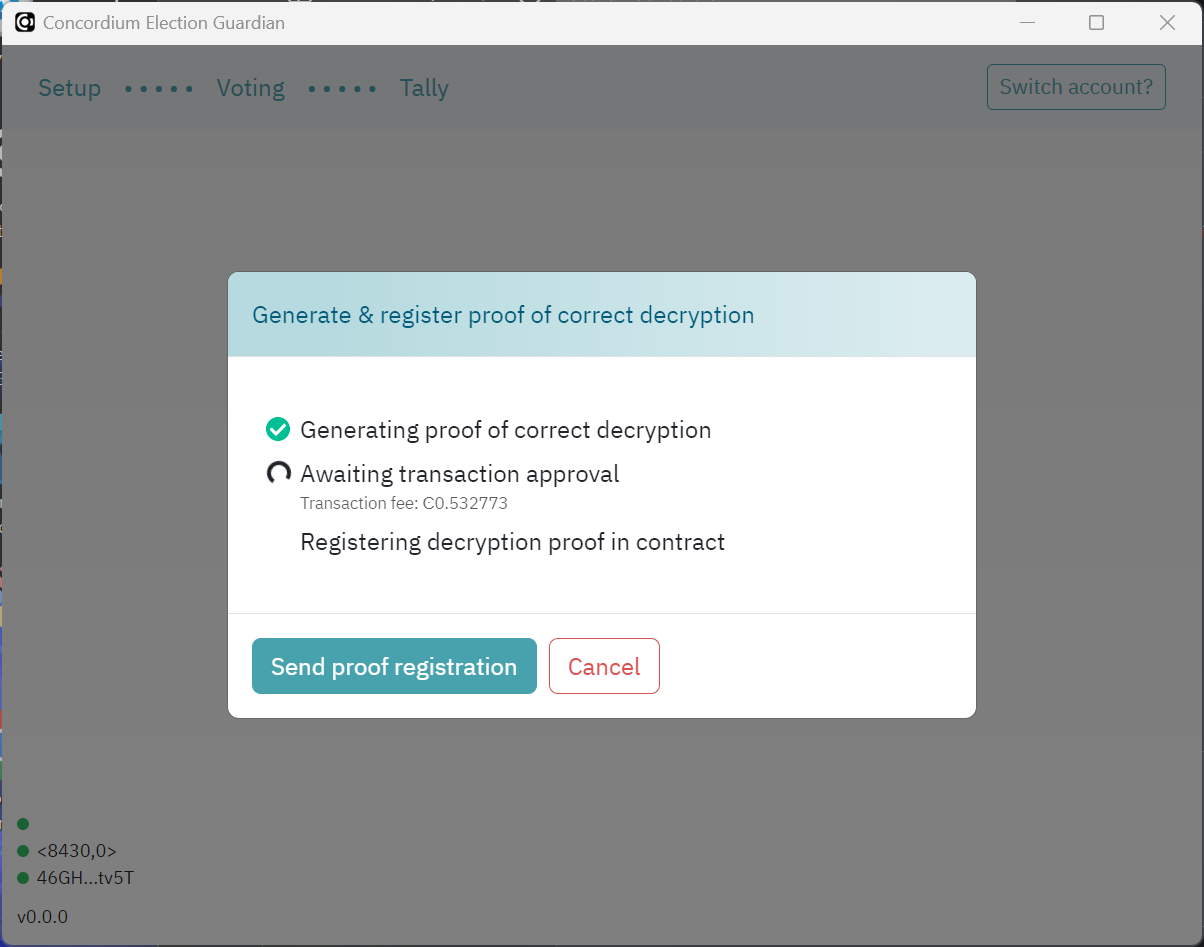 Concordium Election Guardian
Setup ••••• Voting ••••• Tally Switch account?
Generate & register proof of correct decryption
Generating proof of correct decryption
Awaiting transaction approval
Transaction fee: Ͼ0.532773
Registering decryption proof in contract
Send proof registration Cancel
<8430,0>
46GH...tv5T
v0.0.0